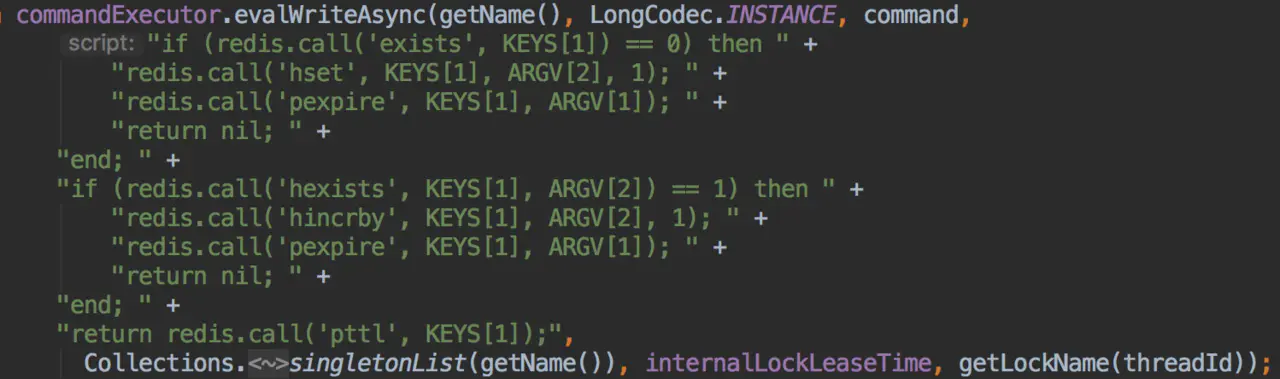 commandExecutor.evalWriteAsync(getName(), LongCodec.INSTANCE, command,
script: "if (redis.call('exists', KEYS[1]) == 0) then " +
"redis.call('hset', KEYS[1], ARGV[2], 1); " +
"redis.call('pexpire', KEYS[1], ARGV[1]); " +
"return nil; " +
"end; " +
"if (redis.call('hexists', KEYS[1], ARGV[2]) == 1) then " +
"redis.call('hincrby', KEYS[1], ARGV[2], 1); " +
"redis.call('pexpire', KEYS[1], ARGV[1]); " +
"return nil; " +
"end; " +
"return redis.call('pttl', KEYS[1]);",
Collections.<~>singletonList(getName()), internalLockLeaseTime, getLockName(threadId));